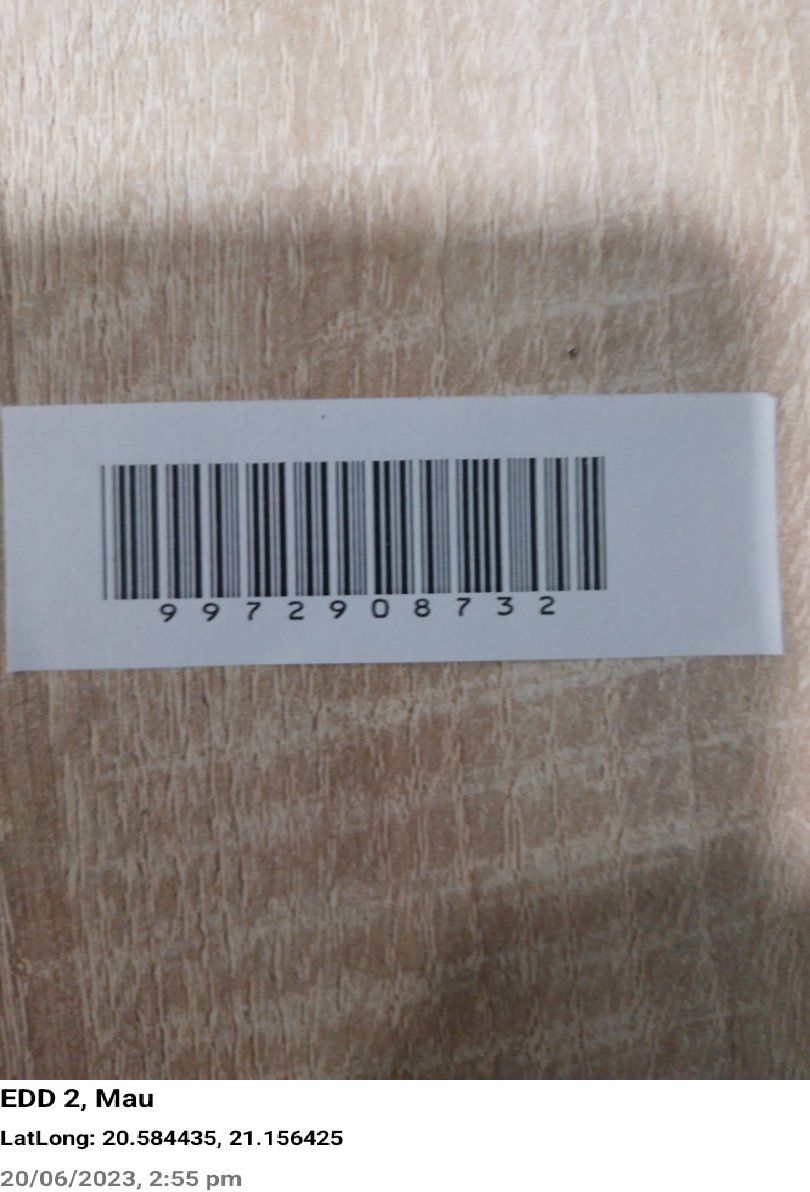 9972908732
EDD 2, Mau
LatLong: 20.584435, 21.156425
20/06/2023, 2:55 pm